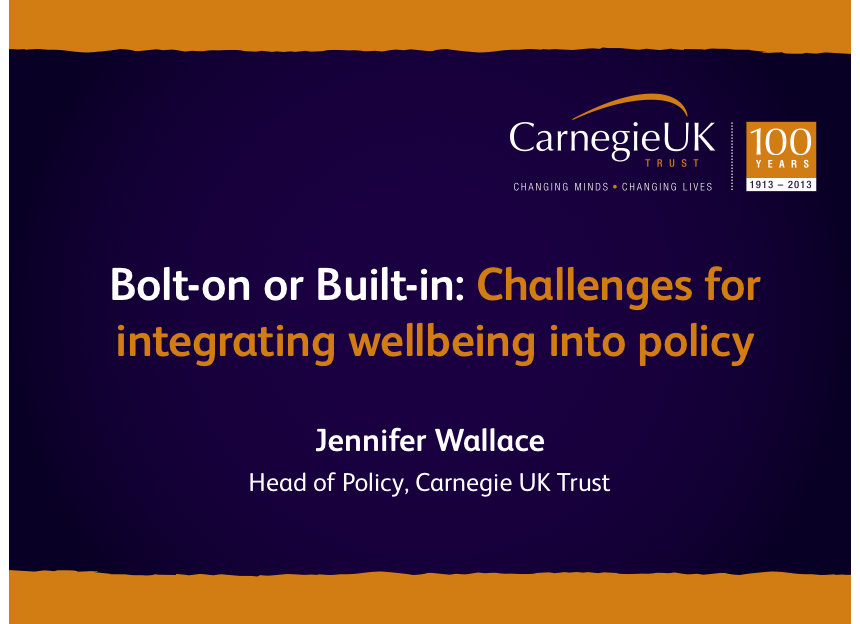 CarnegieUK
TRUST
CHANGING MINDS • CHANGING LIVES
100
YEARS
1913 – 2013
Bolt-on or Built-in: Challenges for
integrating wellbeing into policy
Jennifer Wallace
Head of Policy, Carnegie UK Trust